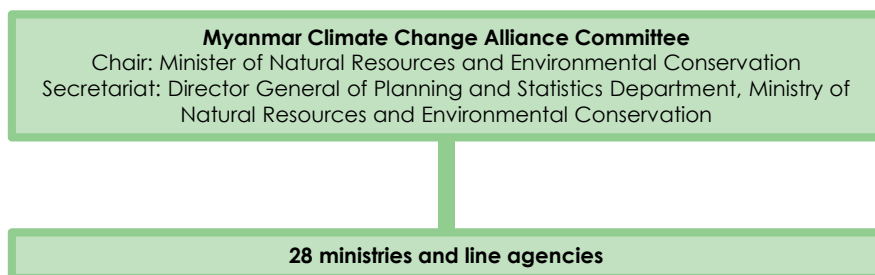 Myanmar Climate Change Alliance Committee
Chair: Minister of Natural Resources and Environmental Conservation
Secretariat: Director General of Planning and Statistics Department, Ministry of
Natural Resources and Environmental Conservation
28 ministries and line agencies